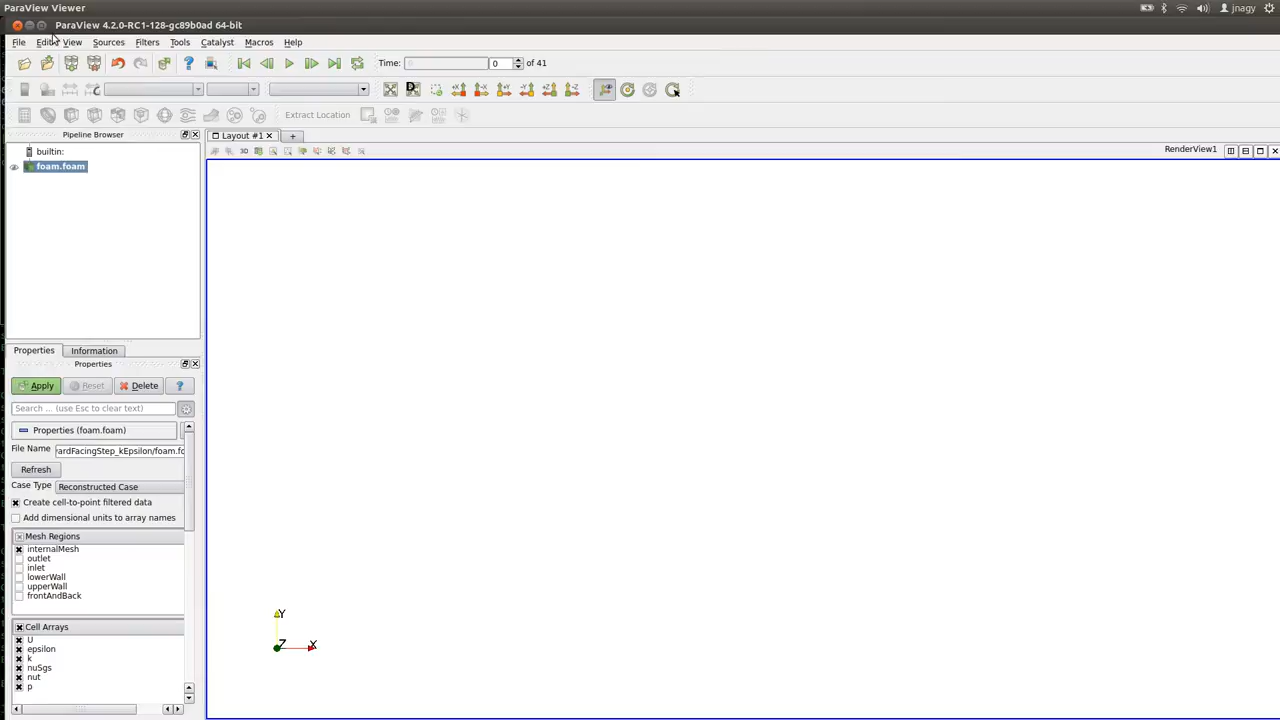 ParaView Viewer
jnagy
ParaView 4.2.0-RC1-128-gc89b0ad 64-bit
File Edit View Sources Filters Tools Catalyst Macros Help
Time: 0 0 of 41
Extract Location
Pipeline Browser
Layout #1
builtin:
3D
RenderView1
foam.foam
Properties Information
Properties
Apply Reset Delete ?
Search ... (use Esc to clear text)
Properties (foam.foam)
File Name ardFacingStep_kEpsilon/foam.fo
Refresh
Case Type Reconstructed Case
Create cell-to-point filtered data
Add dimensional units to array names
Mesh Regions
internalMesh
outlet
inlet
lowerWall
upperWall
frontAndBack
Cell Arrays
U
epsilon
k
nuSgs
nut
p
Y
Z X